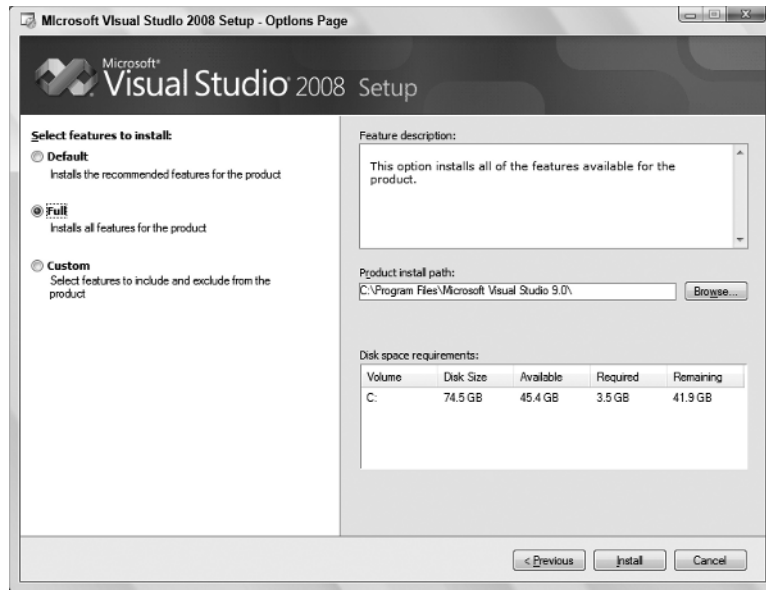 Microsoft Visual Studio 2008 Setup - Options Page
Microsoft®
Visual Studio® 2008 Setup
Select features to install:
Default
Installs the recommended features for the product
Full
Installs all features for the product
Custom
Select features to include and exclude from the
product
Feature description:
This option installs all of the features available for the
product.
Product install path:
C:\Program Files\Microsoft Visual Studio 9.0\
Browse...
Disk space requirements:
Volume Disk Size Available Required Remaining
C: 74.5 GB 45.4 GB 3.5 GB 41.9 GB
< Previous Install Cancel